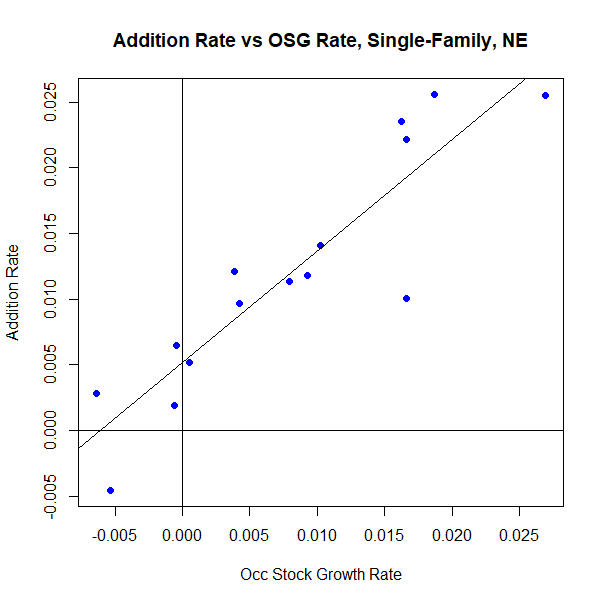 Addition Rate vs OSG Rate, Single-Family, NE
Addition Rate
0.025
0.020
0.015
0.010
0.005
0.000
-0.005
-0.005 0.000 0.005 0.010 0.015 0.020 0.025
Occ Stock Growth Rate